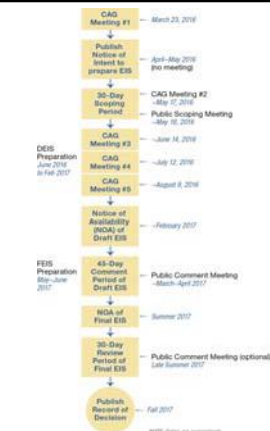 CAG
Meeting #1
March 23, 2016
Publish
Notice of
Intent to
prepare EIS
April–May 2016
(no meeting)
30-Day
Scoping
Period
CAG Meeting #2
~May 17, 2016
Public Scoping Meeting
~May 18, 2016
DEIS
Preparation
June 2016
to Feb 2017
CAG
Meeting #3
~June 14, 2016
CAG
Meeting #4
~July 12, 2016
CAG
Meeting #5
~August 9, 2016
Notice of
Availability
(NOA) of
Draft EIS
~February 2017
FEIS
Preparation
May–June
2017
45-Day
Comment
Period of
Draft EIS
Public Comment Meeting
~March–April 2017
NOA of
Final EIS
Summer 2017
30-Day
Review
Period of
Final EIS
Public Comment Meeting (optional)
Late Summer 2017
Publish
Record of
Decision
Fall 2017